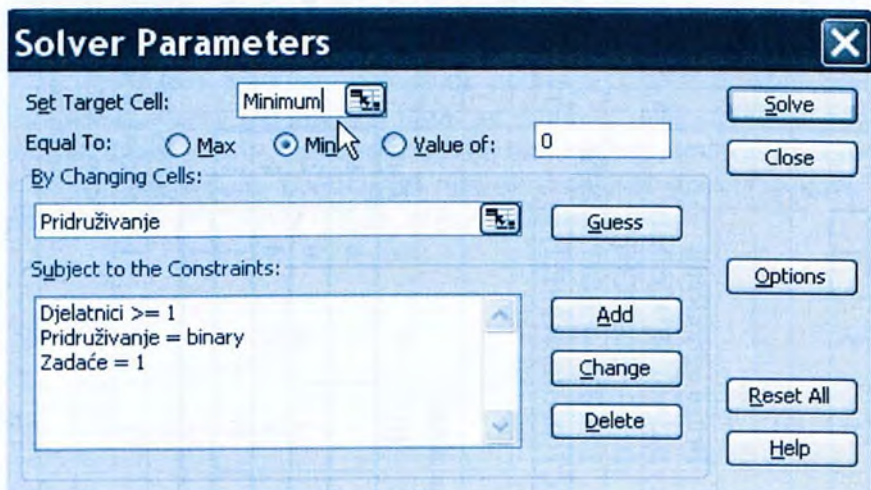 Solver Parameters
Set Target Cell: Minimum Solve
Equal To: Max Min Value of: 0 Close
By Changing Cells:
Pridruživanje Guess
Subject to the Constraints: Options
Djelatnici >= 1 Add
Pridruživanje = binary
Zadaće = 1 Change
Reset All
Delete
Help